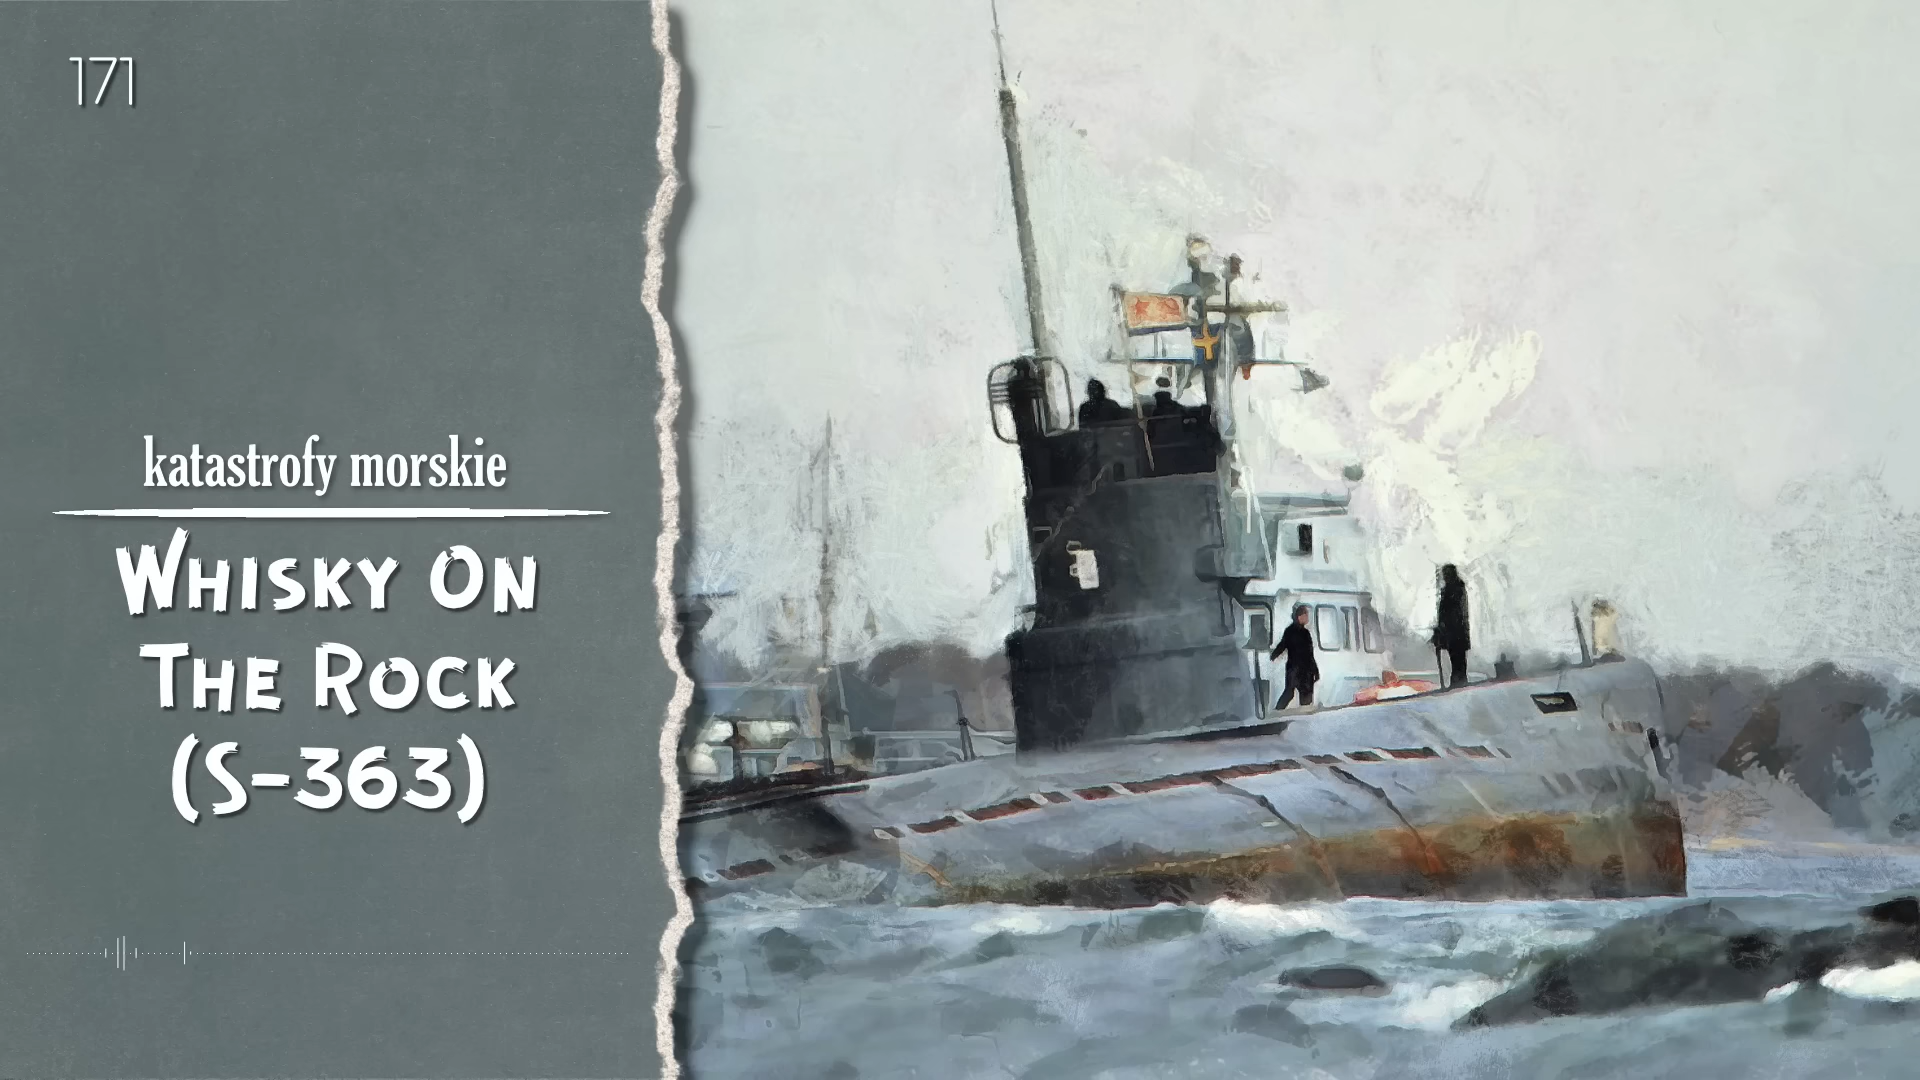 171
katastrofy morskie
Whisky On
The Rock
(S-363)